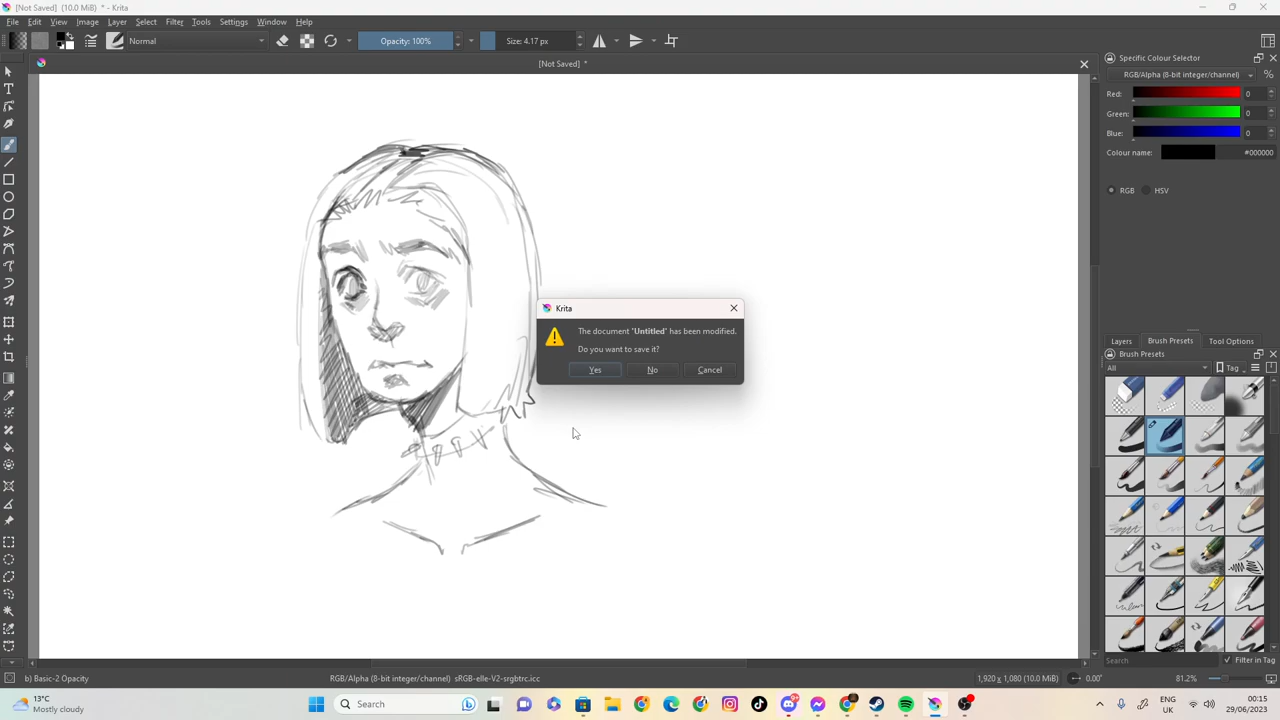 [Not Saved] (10.0 MiB) * - Krita
File Edit View Image Layer Select Filter Tools Settings Window Help
Normal Opacity: 100% Size: 4.17 px
[Not Saved] *
Specific Colour Selector
RGB/Alpha (8-bit integer/channel) %
Red: 0
Green: 0
Blue: 0
Colour name: #000000
RGB HSV
Krita
The document 'Untitled' has been modified.
Do you want to save it?
Yes No Cancel
Layers Brush Presets Tool Options
Brush Presets
All Tag
Search Filter in Tag
b) Basic-2 Opacity RGB/Alpha (8-bit integer/channel) sRGB-elle-V2-srgbtrc.icc 1,920 x 1,080 (10.0 MiB) 0.00° 81.2%
13°C
Mostly cloudy
Search
9+
ENG
UK
00:15
29/06/2023